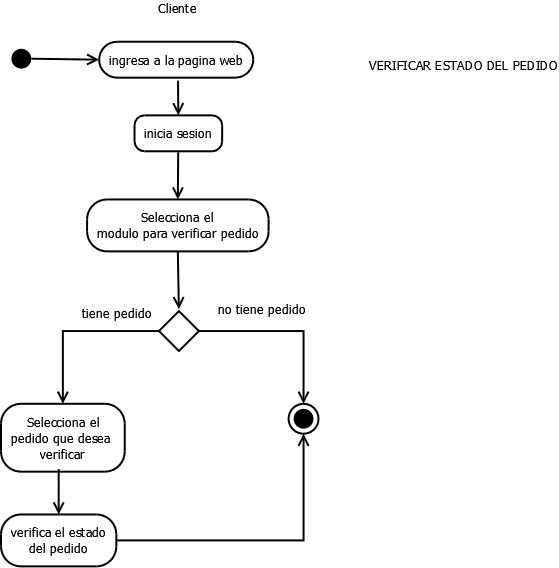 Cliente
ingresa a la pagina web
VERIFICAR ESTADO DEL PEDIDO
inicia sesion
Selecciona el
modulo para verificar pedido
tiene pedido
no tiene pedido
Selecciona el
pedido que desea
verificar
verifica el estado
del pedido